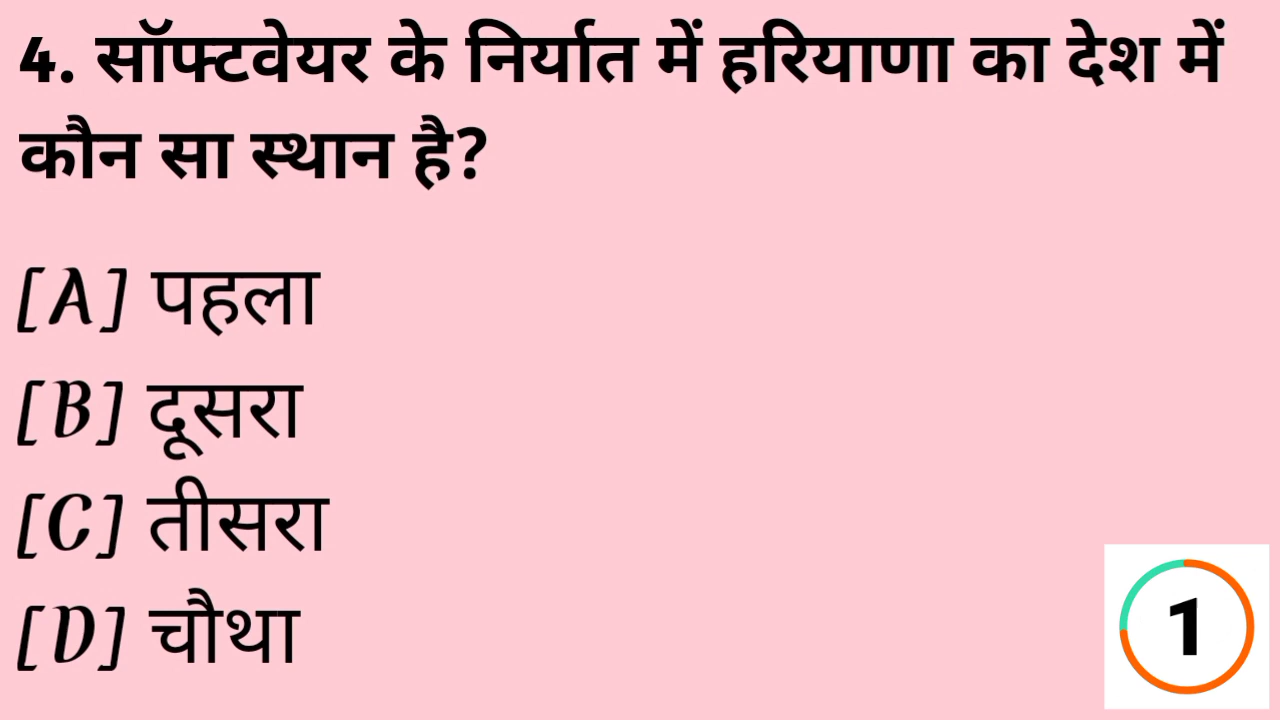 4. सॉफ्टवेयर के निर्यात में हरियाणा का देश में
कौन सा स्थान है?
[A] पहला
[B] दूसरा
[C] तीसरा
[D] चौथा
1